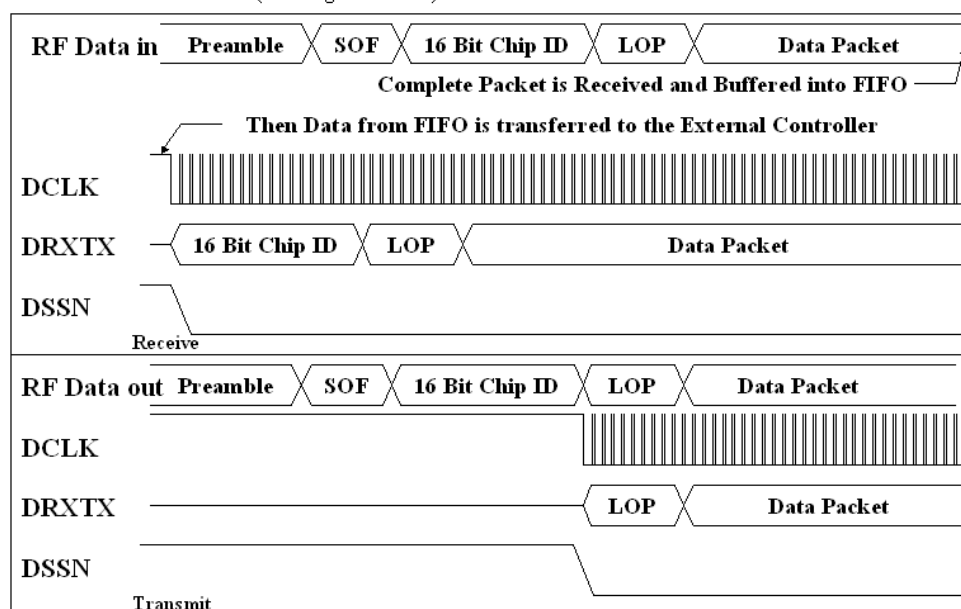 RF Data in Preamble SOF 16 Bit Chip ID LOP Data Packet
Complete Packet is Received and Buffered into FIFO
Then Data from FIFO is transferred to the External Controller
DCLK
DRXTX 16 Bit Chip ID LOP Data Packet
DSSN
Receive
RF Data out Preamble SOF 16 Bit Chip ID LOP Data Packet
DCLK
DRXTX LOP Data Packet
DSSN
Transmit